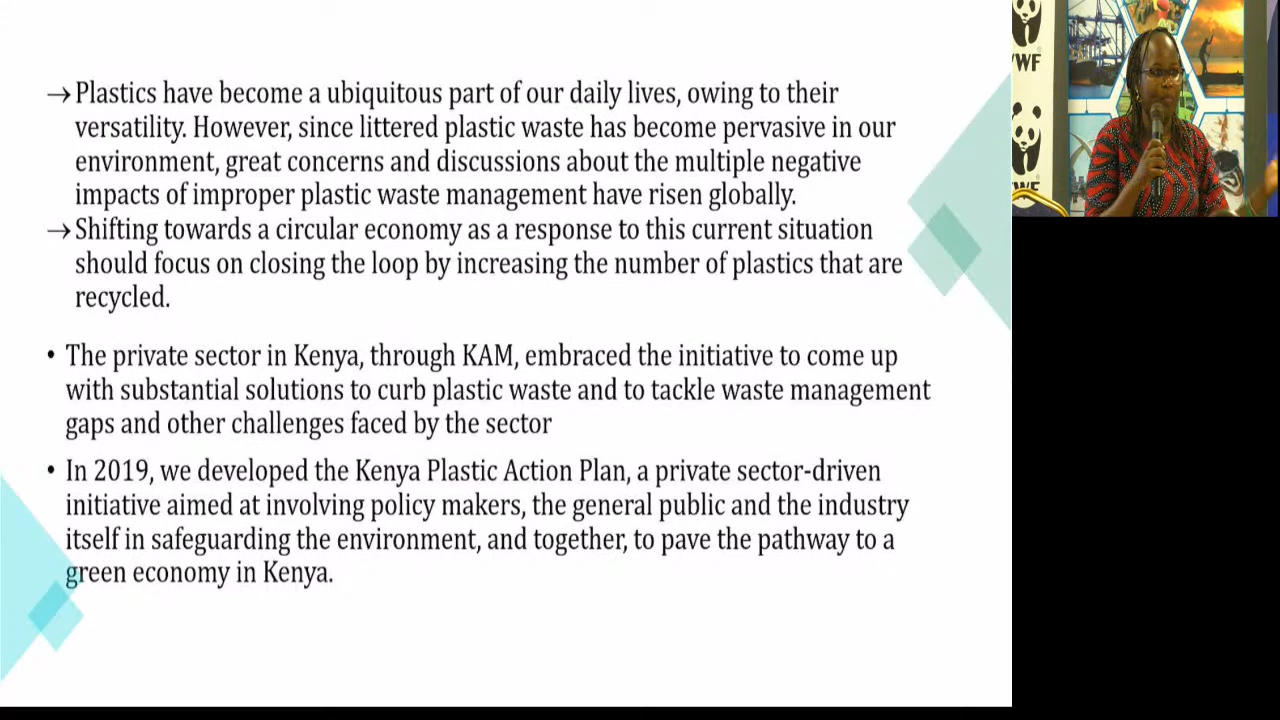 →Plastics have become a ubiquitous part of our daily lives, owing to their
versatility. However, since littered plastic waste has become pervasive in our
environment, great concerns and discussions about the multiple negative
impacts of improper plastic waste management have risen globally.
→Shifting towards a circular economy as a response to this current situation
should focus on closing the loop by increasing the number of plastics that are
recycled.
• The private sector in Kenya, through KAM, embraced the initiative to come up
with substantial solutions to curb plastic waste and to tackle waste management
gaps and other challenges faced by the sector
• In 2019, we developed the Kenya Plastic Action Plan, a private sector-driven
initiative aimed at involving policy makers, the general public and the industry
itself in safeguarding the environment, and together, to pave the pathway to a
green economy in Kenya.
WWF
WWF